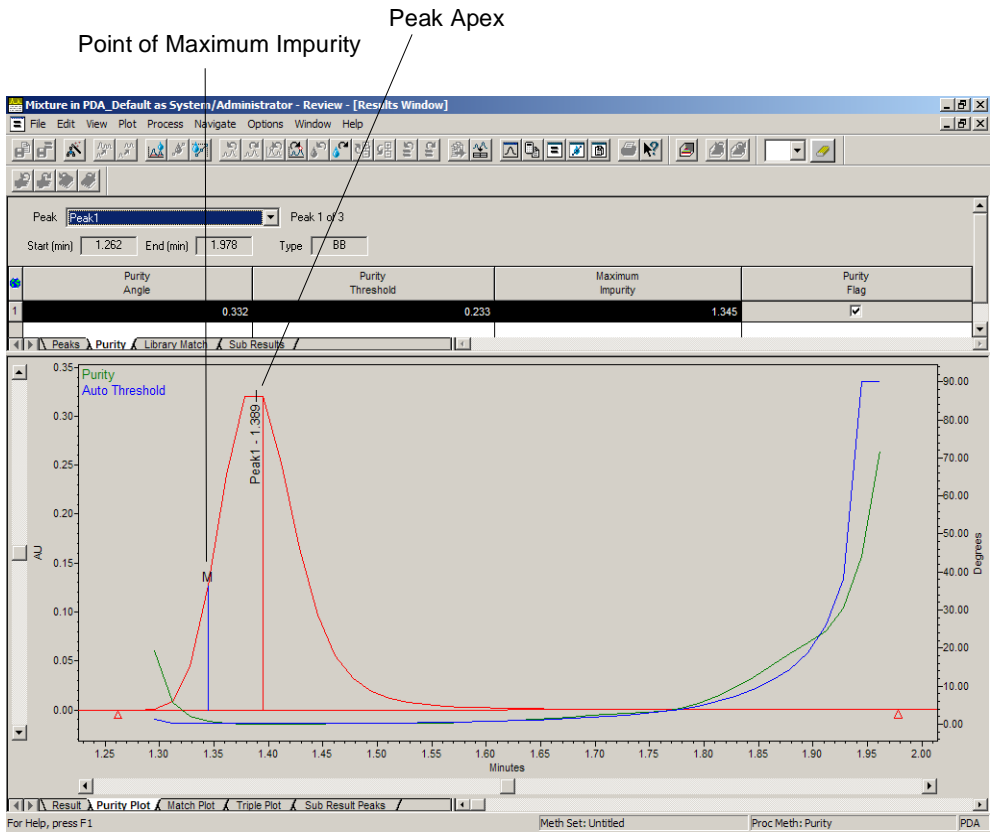 Peak Apex
Point of Maximum Impurity
Mixture in PDA_Default as System/Administrator - Review - [Results Window]
File Edit View Plot Process Navigate Options Window Help
Peak Peak1 Peak 1 of 3
Start (min) 1.262 End (min) 1.978 Type BB
Purity Angle Purity Threshold Maximum Impurity Purity Flag
1 0.332 0.233 1.345
Peaks Purity Library Match Sub Results
Purity
Auto Threshold
0.35
0.30
0.25
0.20
0.15
0.10
0.05
0.00
AU
Peak1 - 1.389
M
90.00
80.00
70.00
60.00
50.00
40.00
30.00
20.00
10.00
0.00
Degrees
1.25 1.30 1.35 1.40 1.45 1.50 1.55 1.60 1.65 1.70 1.75 1.80 1.85 1.90 1.95 2.00
Minutes
Result Purity Plot Match Plot Triple Plot Sub Result Peaks
For Help, press F1 Meth Set: Untitled Proc Meth: Purity PDA